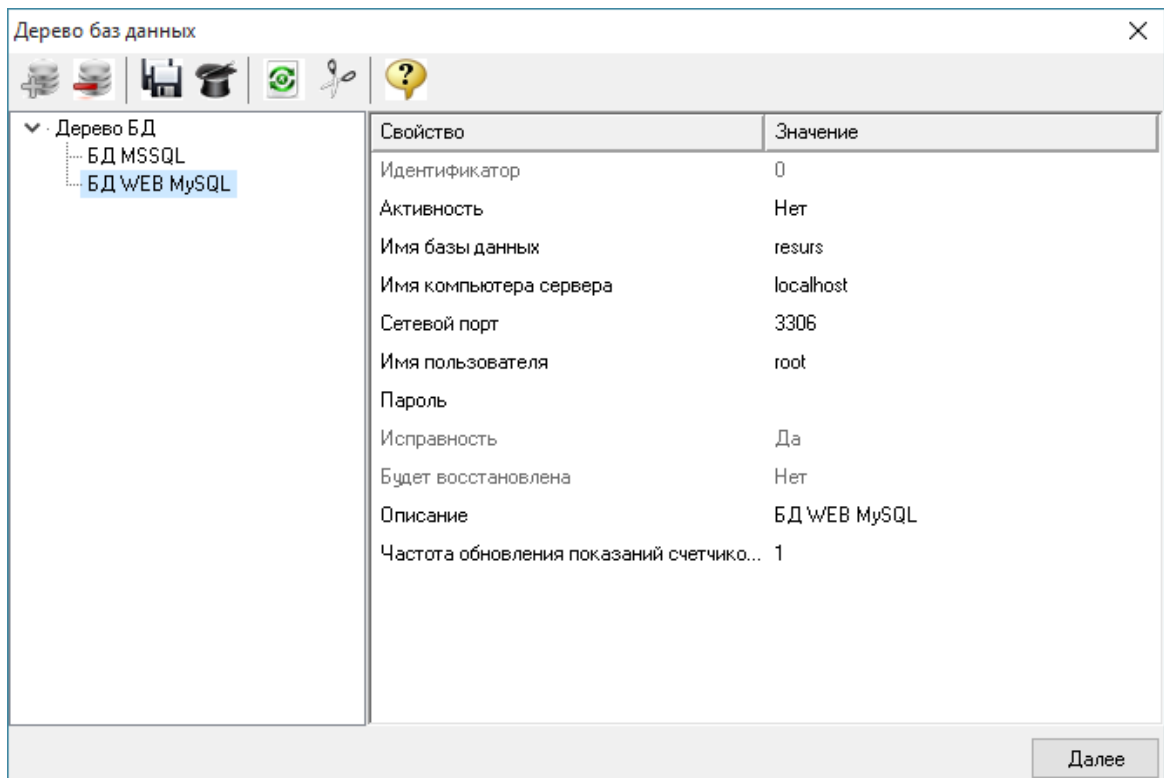 Дерево баз данных
Дерево БД
БД MSSQL
БД WEB MySQL
Свойство Значение
Идентификатор 0
Активность Нет
Имя базы данных resurs
Имя компьютера сервера localhost
Сетевой порт 3306
Имя пользователя root
Пароль
Исправность Да
Будет восстановлена Нет
Описание БД WEB MySQL
Частота обновления показаний счетчико... 1
Далее